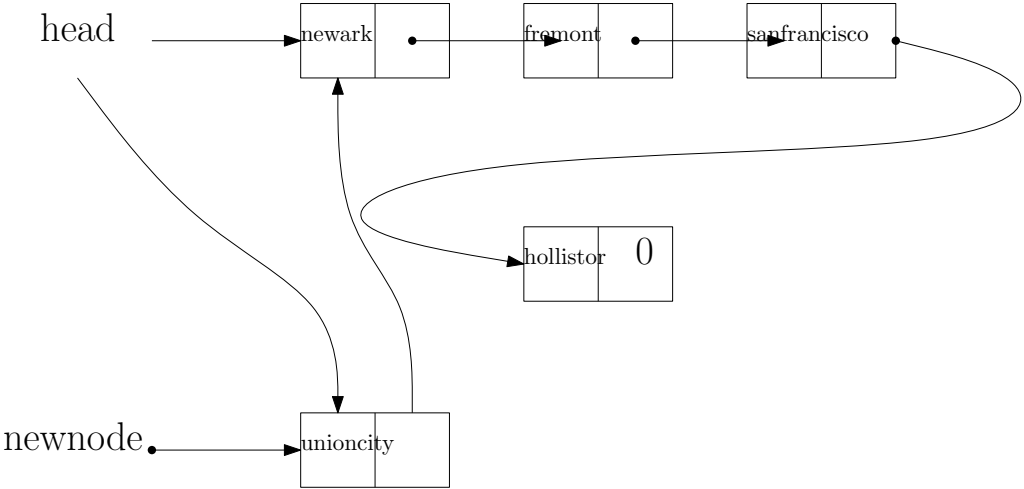 head
newark
fremont
sanfrancisco
hollistor
0
newnode
unioncity